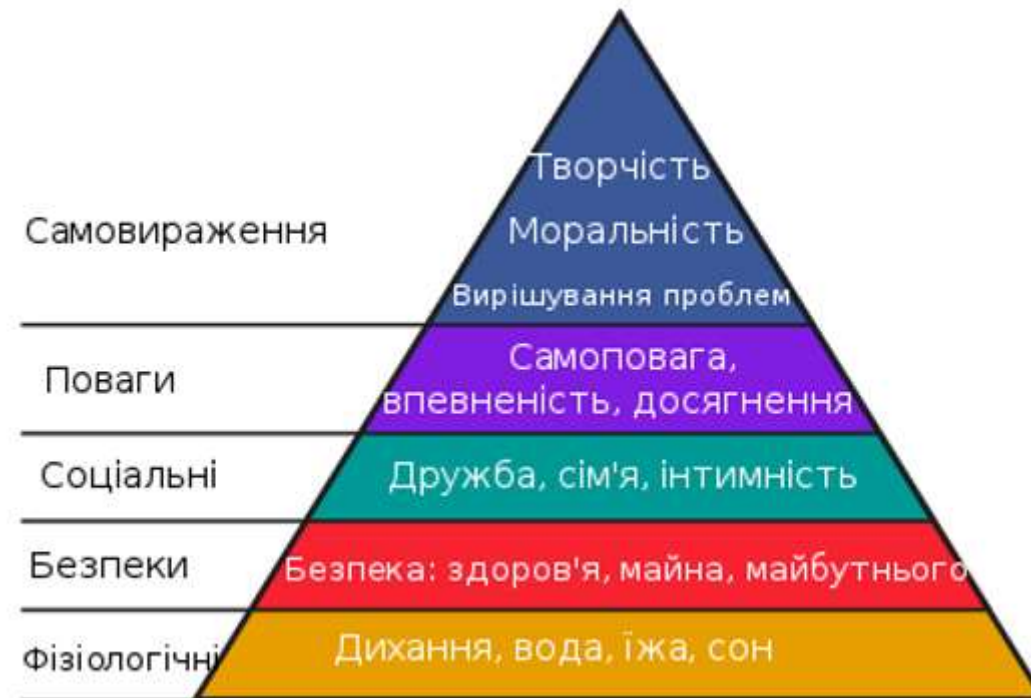 Творчість
Самовираження
Моральність
Вирішування проблем
Поваги
Самоповага,
впевненість, досягнення
Соціальні
Дружба, сім'я, інтимність
Безпеки
Безпека: здоров'я, майна, майбутнього
Фізіологічні
Дихання, вода, їжа, сон